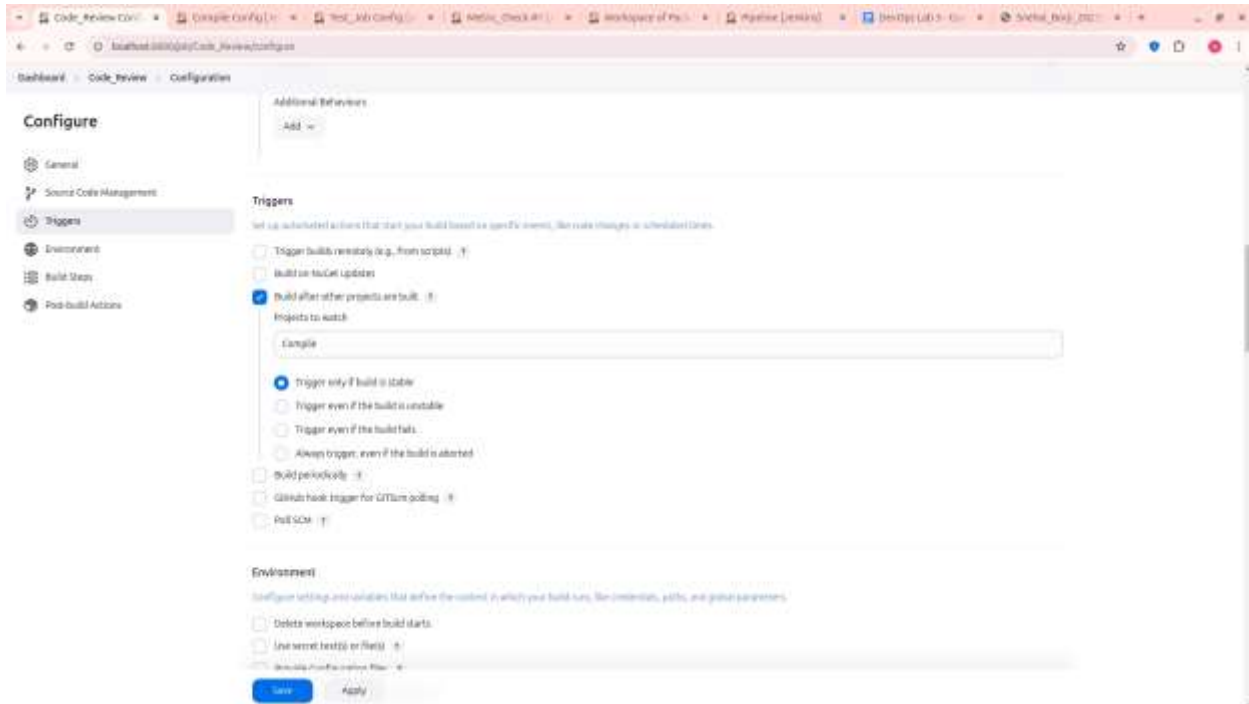 Code_Review Con
Compile Config
Test_Job Config
Metric_Check
Workspace of
Pipeline [Jenkins]
DevOps Lab
Code_Review/configure
Dashboard
Code_Review
Configuration
Configure
General
Source Code Management
Triggers
Environment
Build Steps
Post-build Actions
Additional Behaviours
Add
Triggers
Set up automated actions that start your build based on specific events, like code changes or scheduled times.
Trigger builds remotely (e.g., from scripts) ?
Build on NuGet updates
Build after other projects are built ?
Projects to watch
Compile
Trigger only if build is stable
Trigger even if the build is unstable
Trigger even if the build fails
Always trigger, even if the build is aborted
Build periodically ?
GitHub hook trigger for GITScm polling ?
Poll SCM ?
Environment
Configure settings and variables that define the context in which your build runs, like credentials, paths, and global parameters.
Delete workspace before build starts
Use secret text(s) or file(s) ?
Provide Configuration files ?
Save
Apply